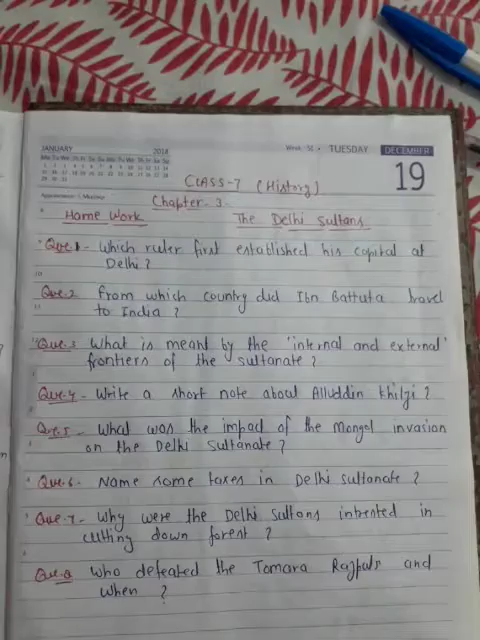 JANUARY 2018
Week 51 • TUESDAY DECEMBER
19
CLASS-7 (History)
Chapter-3-
Home Work The Delhi Sultans
Que.1- Which ruler first established his capital at
Delhi?
Que.2 From which country did Ibn Battuta travel
to India?
Que.3 What is meant by the 'internal and external'
frontiers of the sultanate?
Que.4- Write a short note about Alluddin Khilji?
Que.5- What was the impact of the Mongol invasion
on the Delhi Sultanate?
Que.6- Name some taxes in Delhi sultanate?
Que.7- Why were the Delhi Sultans intrested in
cutting down forest?
Que.8 Who defeated the Tomara Rajputs and
when?